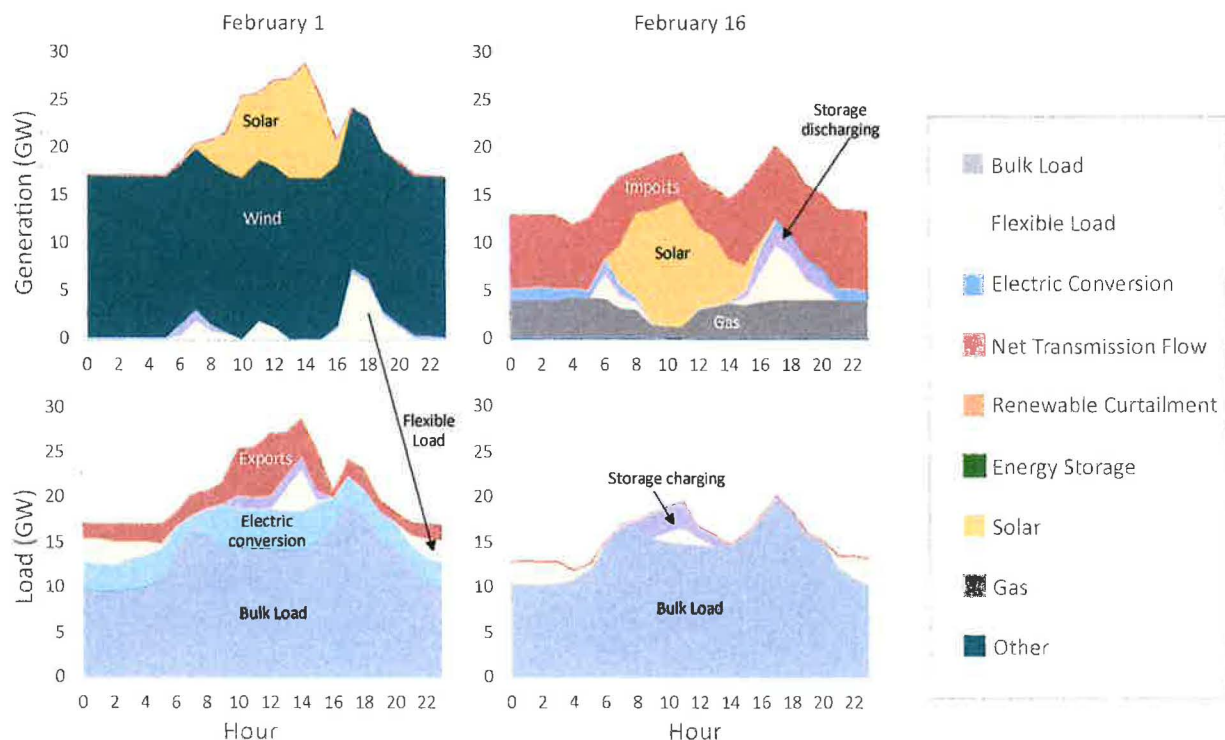 February 1
February 16
Generation (GW)
30
25
20
15
10
5
0
Solar
Wind
0 2 4 6 8 10 12 14 16 18 20 22
30
25
20
15
10
5
0
Storage
discharging
Imports
Solar
Gas
0 2 4 6 8 10 12 14 16 18 20 22
Load (GW)
30
25
20
15
10
5
0
Flexible
Load
Exports
Electric
conversion
Bulk Load
0 2 4 6 8 10 12 14 16 18 20 22
Hour
30
25
20
15
10
5
0
Storage charging
Bulk Load
0 2 4 6 8 10 12 14 16 18 20 22
Hour
Bulk Load
Flexible Load
Electric Conversion
Net Transmission Flow
Renewable Curtailment
Energy Storage
Solar
Gas
Other